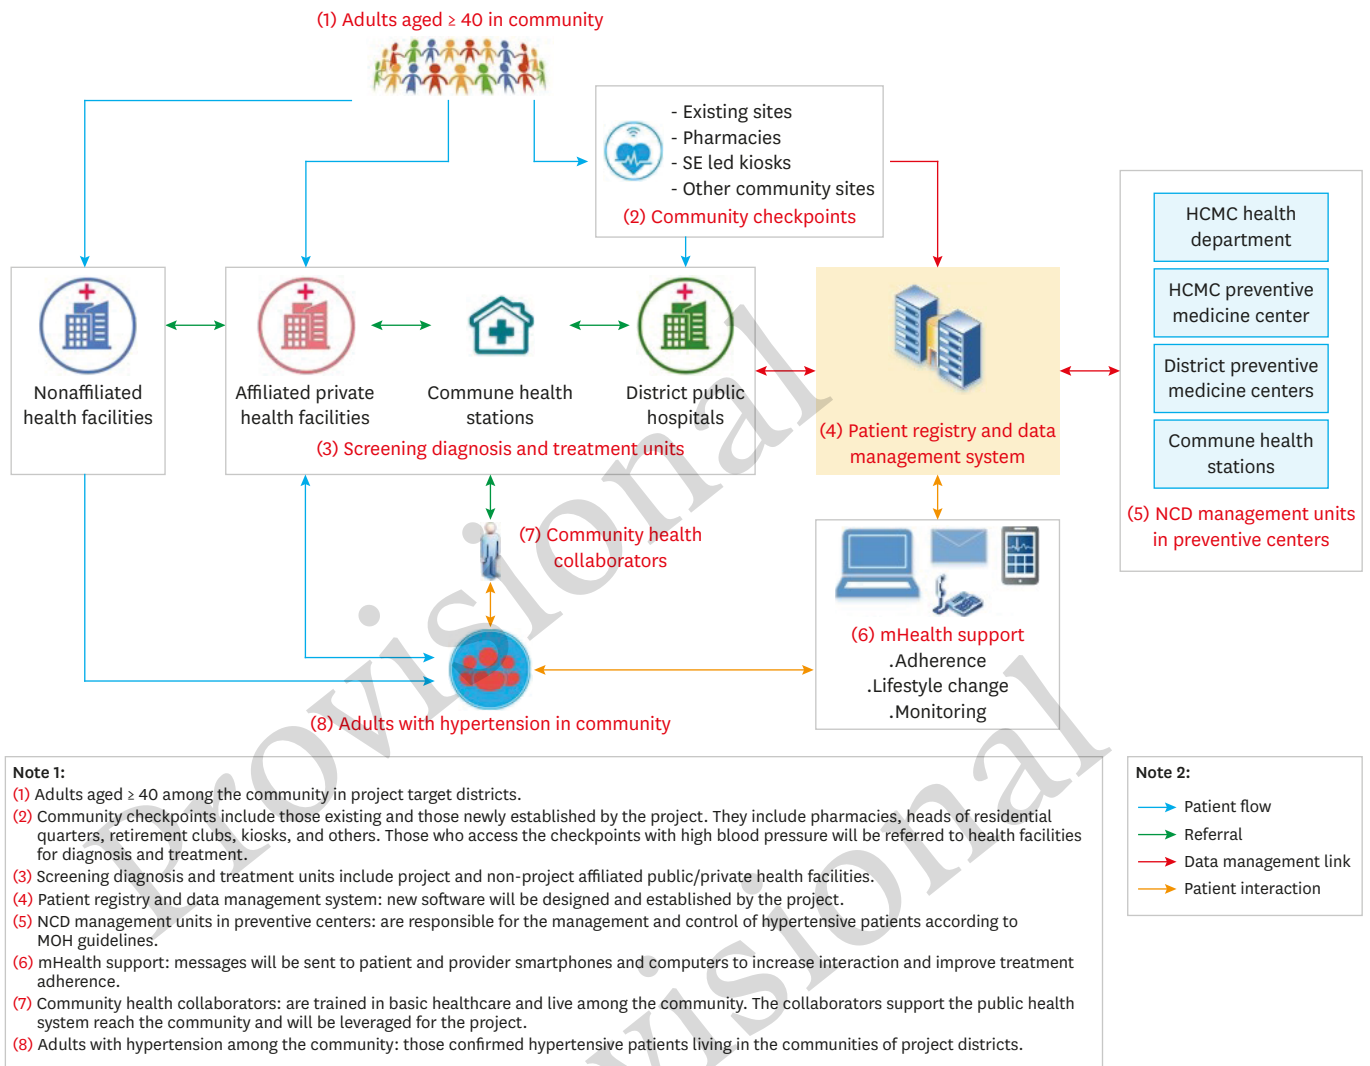 (1) Adults aged ≥ 40 in community
- Existing sites
- Pharmacies
- SE led kiosks
- Other community sites
(2) Community checkpoints
HCMC health
department
HCMC preventive
medicine center
District preventive
medicine centers
Commune health
stations
(5) NCD management units
in preventive centers
Nonaffiliated
health facilities
Affiliated private
health facilities
Commune health
stations
District public
hospitals
(3) Screening diagnosis and treatment units
(4) Patient registry and data
management system
(7) Community health
collaborators
(6) mHealth support
.Adherence
.Lifestyle change
.Monitoring
(8) Adults with hypertension in community
Note 1:
(1) Adults aged ≥ 40 among the community in project target districts.
(2) Community checkpoints include those existing and those newly established by the project. They include pharmacies, heads of residential
quarters, retirement clubs, kiosks, and others. Those who access the checkpoints with high blood pressure will be referred to health facilities
for diagnosis and treatment.
(3) Screening diagnosis and treatment units include project and non-project affiliated public/private health facilities.
(4) Patient registry and data management system: new software will be designed and established by the project.
(5) NCD management units in preventive centers: are responsible for the management and control of hypertensive patients according to
MOH guidelines.
(6) mHealth support: messages will be sent to patient and provider smartphones and computers to increase interaction and improve treatment
adherence.
(7) Community health collaborators: are trained in basic healthcare and live among the community. The collaborators support the public health
system reach the community and will be leveraged for the project.
(8) Adults with hypertension among the community: those confirmed hypertensive patients living in the communities of project districts.
Note 2:
Patient flow
Referral
Data management link
Patient interaction
Provisional
visional